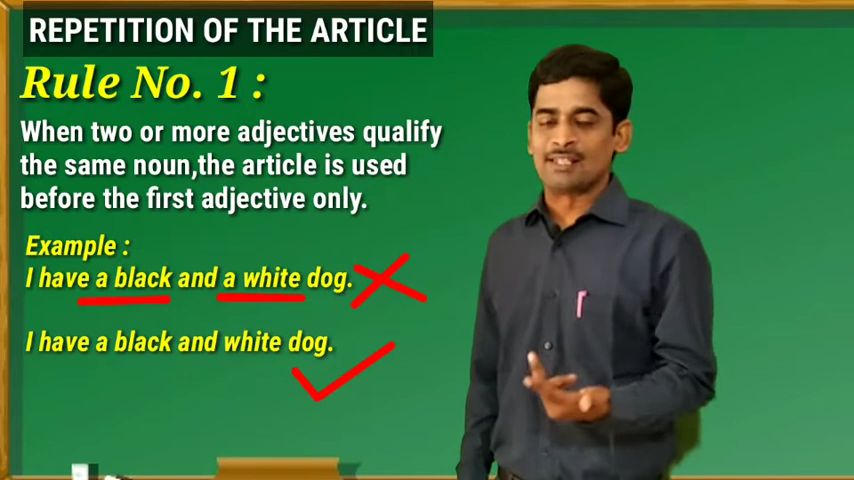 REPETITION OF THE ARTICLE
Rule No. 1 :
When two or more adjectives qualify
the same noun,the article is used
before the first adjective only.
Example :
I have a black and a white dog.
I have a black and white dog.